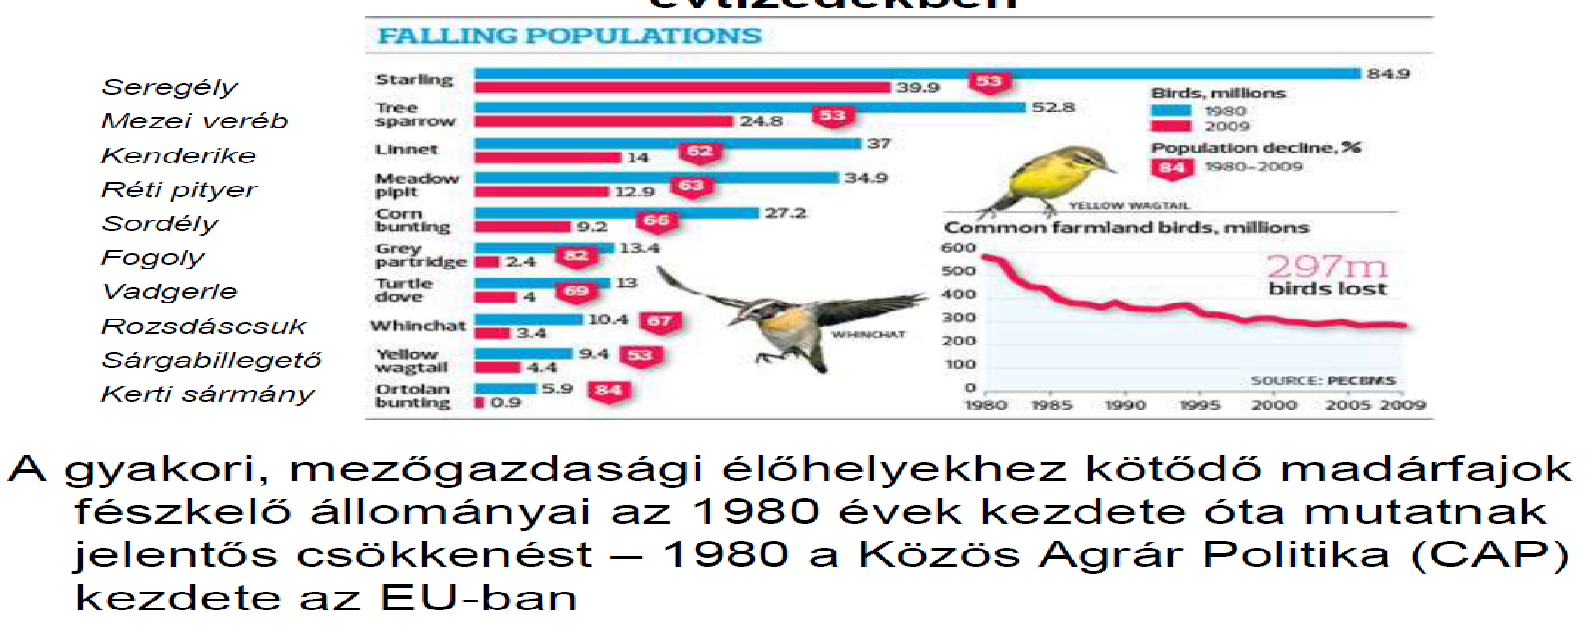 évtizedekben
FALLING POPULATIONS
Seregély
Mezei veréb
Kenderike
Réti pityer
Sordély
Fogoly
Vadgerle
Rozsdáscsuk
Sárgabillegető
Kerti sármány
Starling 84.9
39.9 53
Tree
sparrow 52.8
24.8 53
Linnet 37
14 62
Meadow
pipit 34.9
12.9 63
Corn
bunting 27.2
9.2 66
Grey
partridge 13.4
2.4 82
Turtle
dove 13
4 69
Whinchat 10.4
3.4 67
Yellow
wagtail 9.4
4.4 53
Ortolan
bunting 5.9
0.9 84
Birds, millions
1980
2009
Population decline, %
84 1980–2009
YELLOW WAGTAIL
WHINCHAT
Common farmland birds, millions
600
500
400
300
200
100
0
297m
birds lost
SOURCE: PECBMS
1980 1985 1990 1995 2000 2005 2009
A gyakori, mezőgazdasági élőhelyekhez kötődő madárfajok
fészkelő állományai az 1980 évek kezdete óta mutatnak
jelentős csökkenést – 1980 a Közös Agrár Politika (CAP)
kezdete az EU-ban